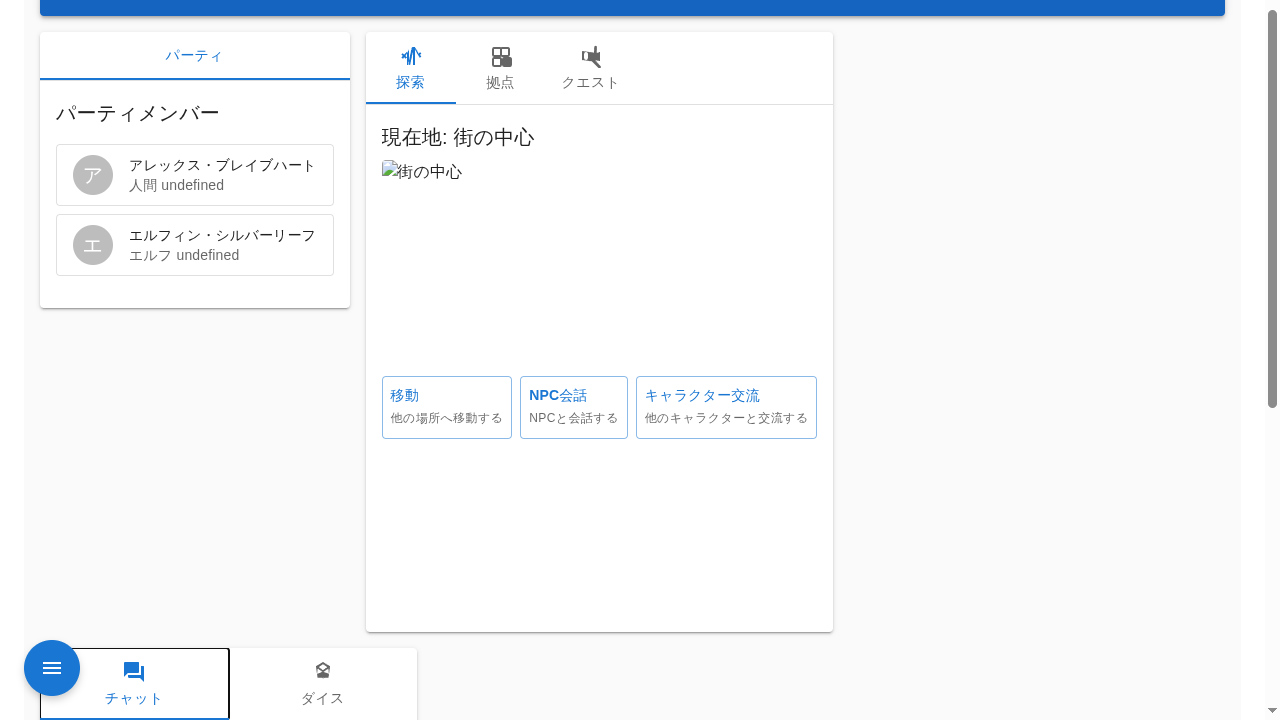 パーティ
パーティメンバー
ア
アレックス・ブレイブハート
人間 undefined
エ
エルフィン・シルバーリーフ
エルフ undefined
探索
拠点
クエスト
現在地: 街の中心
街の中心
移動
他の場所へ移動する
NPC会話
NPCと会話する
キャラクター交流
他のキャラクターと交流する
チャット
ダイス